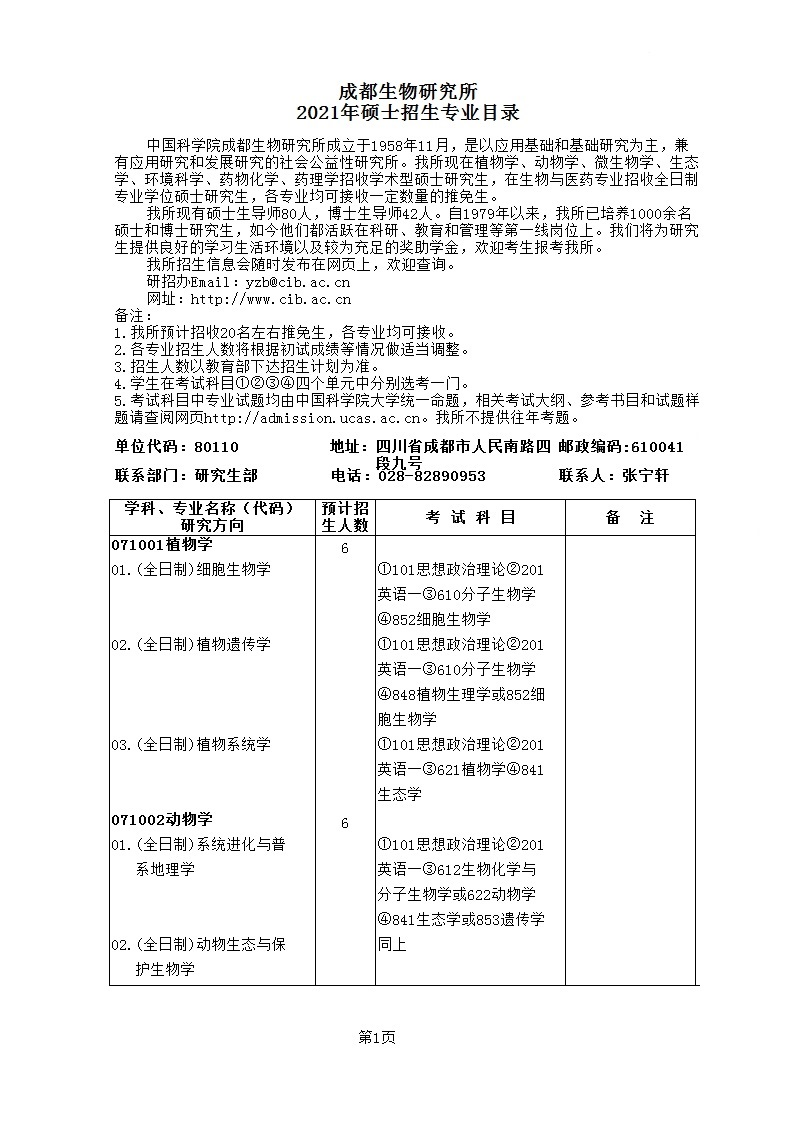 成都生物研究所
2021年硕士招生专业目录
中国科学院成都生物研究所成立于1958年11月，是以应用基础和基础研究为主，兼
有应用研究和发展研究的社会公益性研究所。我所现在植物学、动物学、微生物学、生态
学、环境科学、药物化学、药理学招收学术型硕士研究生，在生物与医药专业招收全日制
专业学位硕士研究生，各专业均可接收一定数量的推免生。
我所现有硕士生导师80人，博士生导师42人。自1979年以来，我所已培养1000余名
硕士和博士研究生，如今他们都活跃在科研、教育和管理等第一线岗位上。我们将为研究
生提供良好的学习生活环境以及较为充足的奖助学金，欢迎考生报考我所。
我所招生信息会随时发布在网页上，欢迎查询。
研招办Email：yzb@cib.ac.cn
网址：http://www.cib.ac.cn
备注：
1.我所预计招收20名左右推免生，各专业均可接收。
2.各专业招生人数将根据初试成绩等情况做适当调整。
3.招生人数以教育部下达招生计划为准。
4.学生在考试科目①②③④四个单元中分别选考一门。
5.考试科目中专业试题均由中国科学院大学统一命题，相关考试大纲、参考书目和试题样
题请查阅网页http://admission.ucas.ac.cn。我所不提供往年考题。
单位代码：80110 地址：四川省成都市人民南路四 邮政编码:610041
段九号
联系部门：研究生部 电话：028-82890953 联系人：张宁轩
学科、专业名称（代码） 预计招 考 试 科 目 备 注
研究方向 生人数
071001植物学 6
01.(全日制)细胞生物学 ①101思想政治理论②201
英语一③610分子生物学
④852细胞生物学
02.(全日制)植物遗传学 ①101思想政治理论②201
英语一③610分子生物学
④848植物生理学或852细
胞生物学
03.(全日制)植物系统学 ①101思想政治理论②201
英语一③621植物学④841
生态学
071002动物学 6
01.(全日制)系统进化与普 ①101思想政治理论②201
系地理学 英语一③612生物化学与
分子生物学或622动物学
④841生态学或853遗传学
02.(全日制)动物生态与保 同上
护生物学
第1页